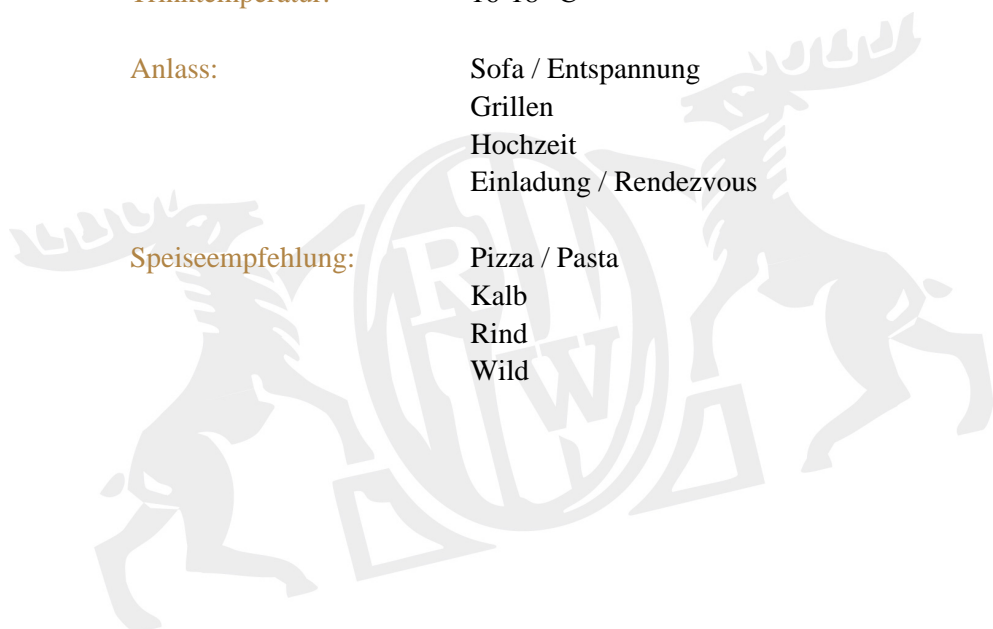 Anlass: Sofa / Entspannung
Grillen
Hochzeit
Einladung / Rendezvous
Speiseempfehlung: Pizza / Pasta
Kalb
Rind
Wild
R W